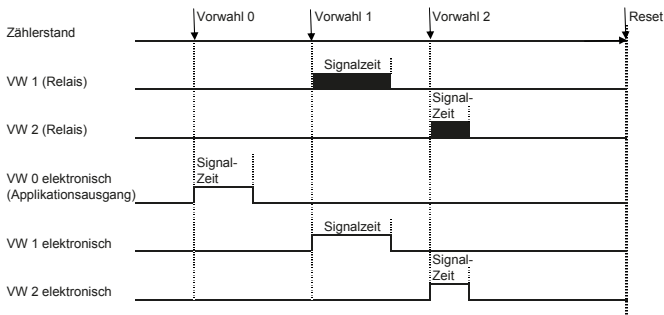 Vorwahl 0 Vorwahl 1 Vorwahl 2 Reset
Zählerstand
Signalzeit
VW 1 (Relais)
Signal-
Zeit
VW 2 (Relais)
Signal-
Zeit
VW 0 elektronisch
(Applikationsausgang)
Signalzeit
VW 1 elektronisch
Signal-
Zeit
VW 2 elektronisch